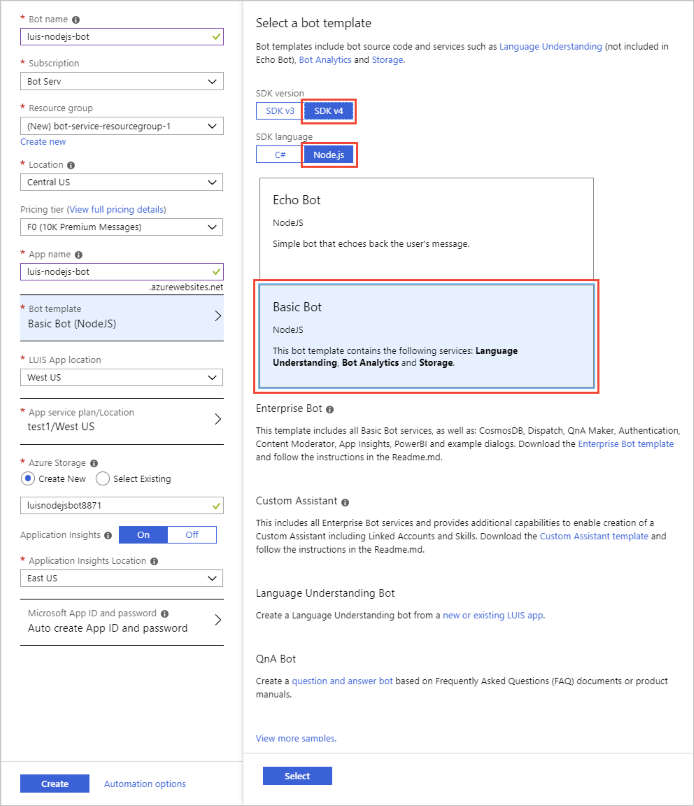 * Bot name
luis-nodejs-bot
* Subscription
Bot Serv
* Resource group
(New) bot-service-resourcegroup-1
Create new
* Location
Central US
Pricing tier (View full pricing details)
F0 (10K Premium Messages)
* App name
luis-nodejs-bot
.azurewebsites.net
* Bot template
Basic Bot (NodeJS)
* LUIS App location
West US
* App service plan/Location
test1/West US
* Azure Storage
Create New Select Existing
luisnodejsbot8871
Application Insights On Off
* Application Insights Location
East US
Microsoft App ID and password
Auto create App ID and password
Create Automation options
Select a bot template
Bot templates include bot source code and services such as Language Understanding (not included in
Echo Bot), Bot Analytics and Storage.
SDK version
SDK v3 SDK v4
SDK language
C# Node.js
Echo Bot
NodeJS
Simple bot that echoes back the user's message.
Basic Bot
NodeJS
This bot template contains the following services: Language
Understanding, Bot Analytics and Storage.
Enterprise Bot
This template includes all Basic Bot services, as well as: CosmosDB, Dispatch, QnA Maker, Authentication,
Content Moderator, App Insights, PowerBI and example dialogs. Download the Enterprise Bot template
and follow the instructions in the Readme.md.
Custom Assistant
This includes all Enterprise Bot services and provides additional capabilities to enable creation of a
Custom Assistant including Linked Accounts and Skills. Download the Custom Assistant template and
follow the instructions in the Readme.md.
Language Understanding Bot
Create a Language Understanding bot from a new or existing LUIS app.
QnA Bot
Create a question and answer bot based on Frequently Asked Questions (FAQ) documents or product
manuals.
View more samples.
Select